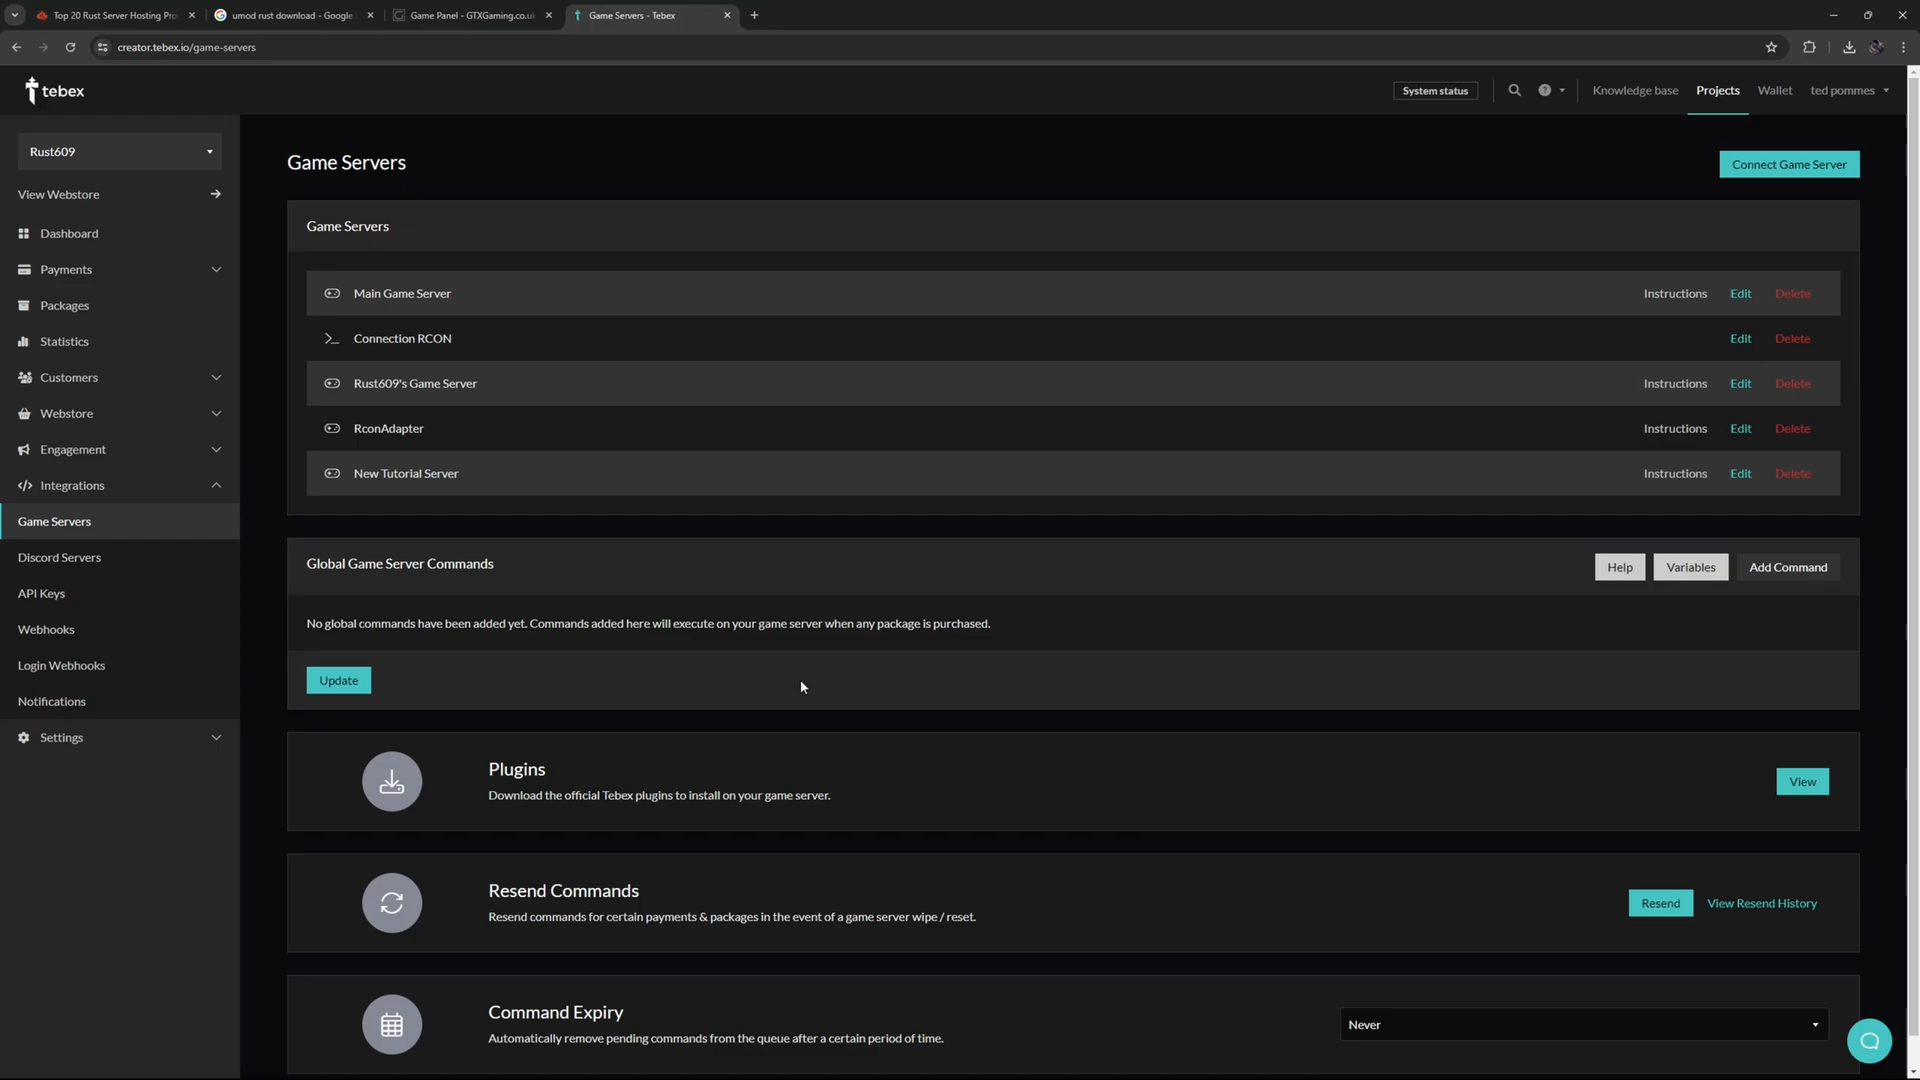 Top 20 Rust Server Hosting Pro
umod rust download - Google
Game Panel - GTXGaming.co.uk
Game Servers - Tebex
creator.tebex.io/game-servers
tebex
System status
Knowledge base
Projects
Wallet
ted pommes
Rust609
View Webstore
Dashboard
Payments
Packages
Statistics
Customers
Webstore
Engagement
Integrations
Game Servers
Discord Servers
API Keys
Webhooks
Login Webhooks
Notifications
Settings
Game Servers
Connect Game Server
Game Servers
Main Game Server Instructions Edit Delete
Connection RCON Edit Delete
Rust609's Game Server Instructions Edit Delete
RconAdapter Instructions Edit Delete
New Tutorial Server Instructions Edit Delete
Global Game Server Commands
Help Variables Add Command
No global commands have been added yet. Commands added here will execute on your game server when any package is purchased.
Update
Plugins
Download the official Tebex plugins to install on your game server.
View
Resend Commands
Resend commands for certain payments & packages in the event of a game server wipe / reset.
Resend View Resend History
Command Expiry
Automatically remove pending commands from the queue after a certain period of time.
Never